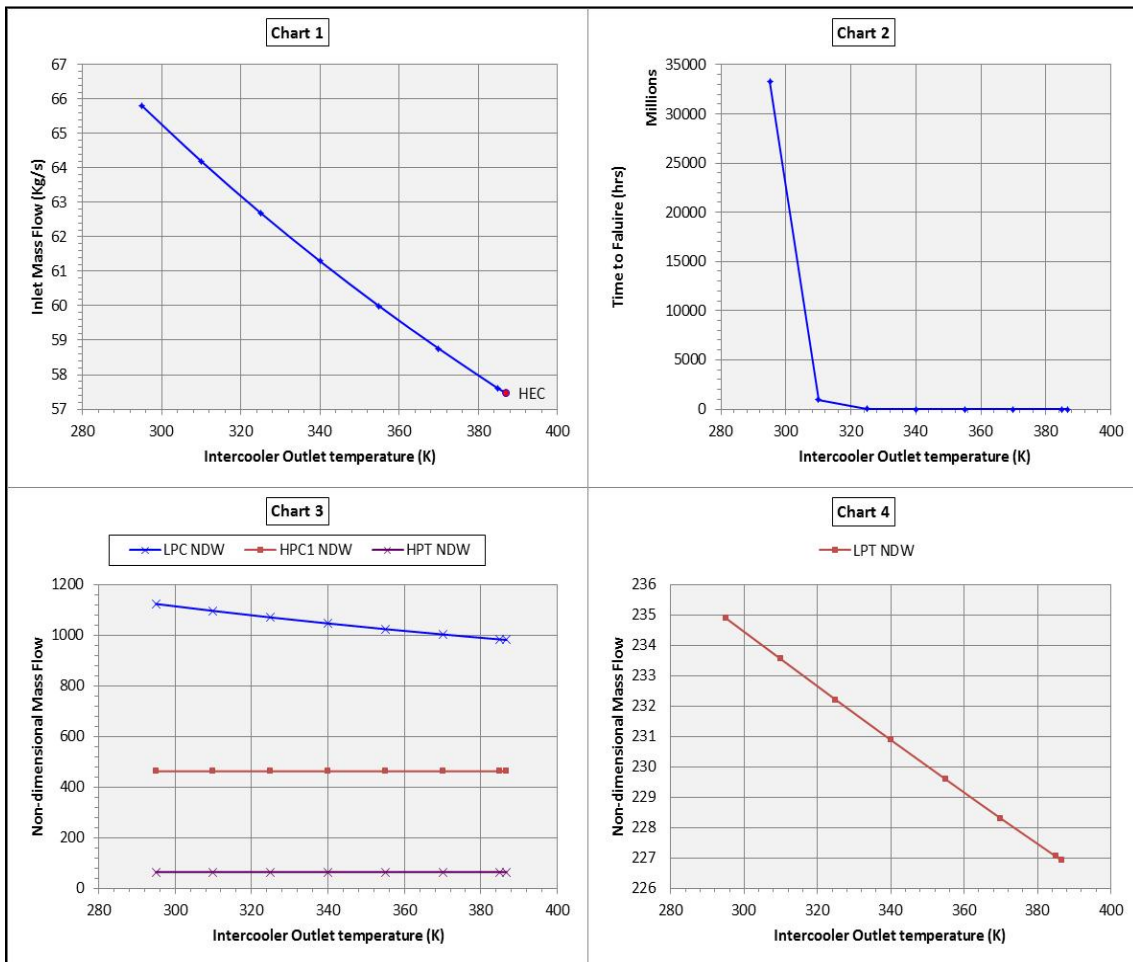 Chart 1
67
66
65
64
63
62
61
60
59
58
57
280 300 320 340 360 380 400
Inlet Mass Flow (Kg/s)
Intercooler Outlet temperature (K)
HEC
Chart 2
35000
30000
25000
20000
15000
10000
5000
0
280 300 320 340 360 380 400
Millions
Time to Faluire (hrs)
Intercooler Outlet temperature (K)
Chart 3
LPC NDW HPC1 NDW HPT NDW
1200
1000
800
600
400
200
0
280 300 320 340 360 380 400
Non-dimensional Mass Flow
Intercooler Outlet temperature (K)
Chart 4
LPT NDW
236
235
234
233
232
231
230
229
228
227
226
280 300 320 340 360 380 400
Non-dimensional Mass Flow
Intercooler Outlet temperature (K)